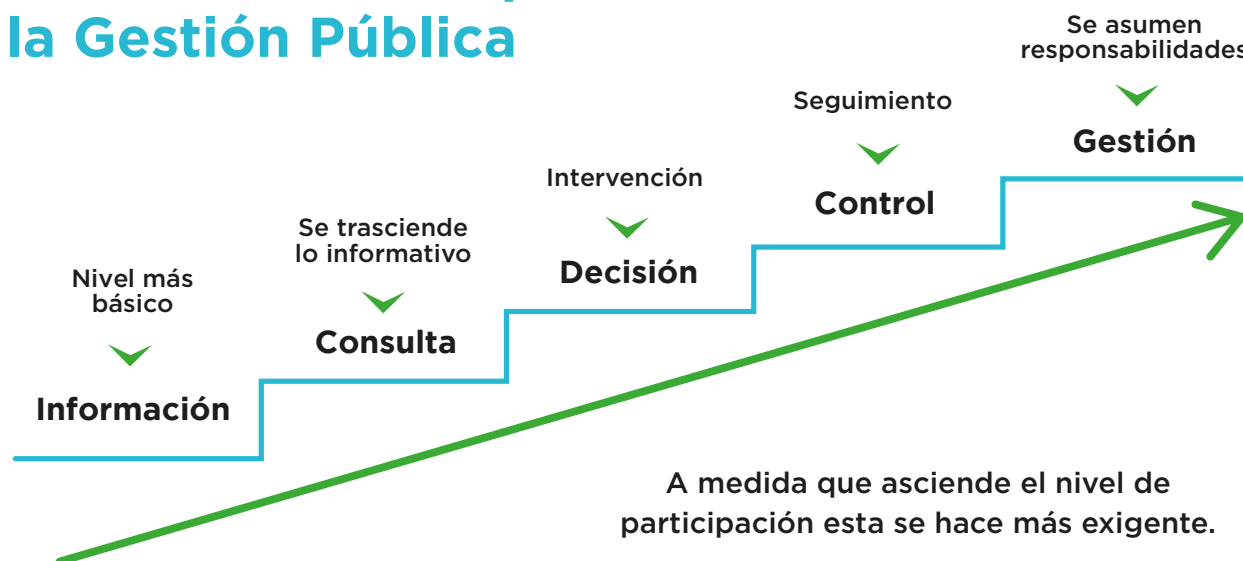 la Gestión Pública
Se asumen
responsabilidades
Seguimiento
Gestión
Intervención
Control
Se trasciende
lo informativo
Decisión
Nivel más
básico
Consulta
Información
A medida que asciende el nivel de
participación esta se hace más exigente.